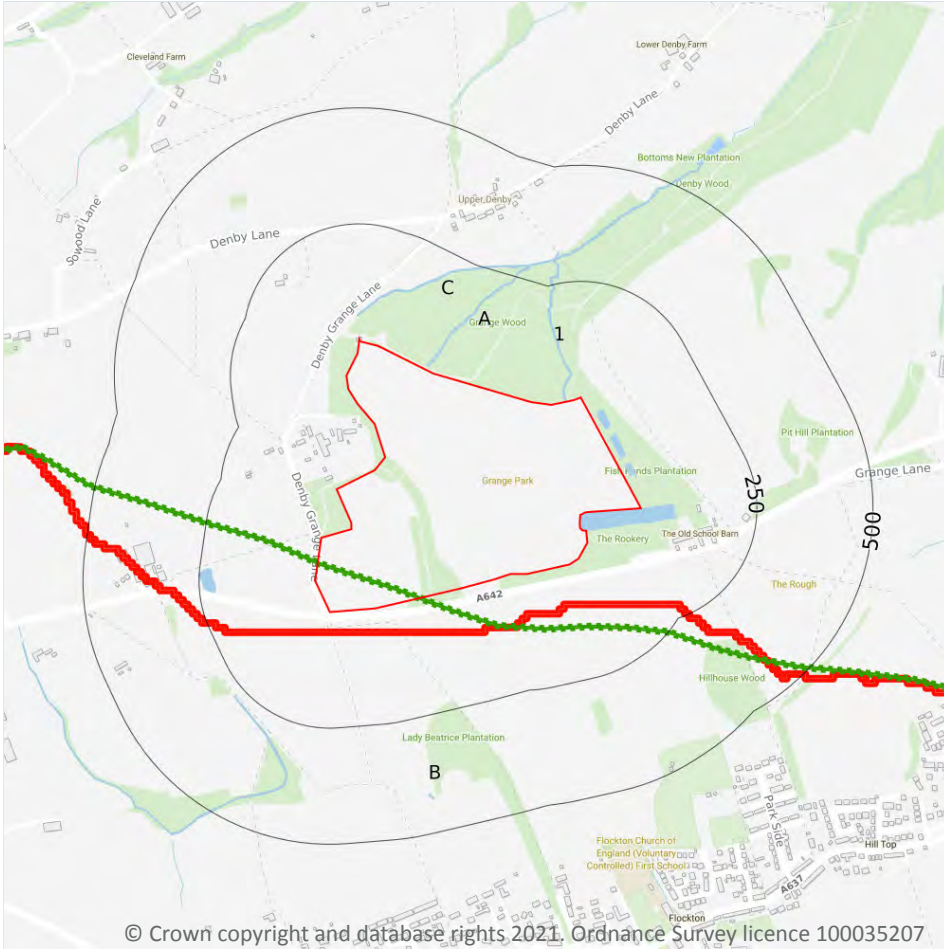 Lower Denby Farm
Cleveland Farm
Denby Lane
Bottoms New Plantation
Denby Wood
Upper Denby
Sowood Lane
Denby Lane
C
A
Grange Wood
1
Denby Grange Lane
Pit Hill Plantation
Grange Lane
Fish Ponds Plantation
Grange Park
250
500
Denby Grange Lane
The Rookery
The Old School Barn
The Rough
A642
Hillhouse Wood
Lady Beatrice Plantation
B
Park Side
Flockton Church of
England (Voluntary
Controlled) First School
Hill Top
A637
Flockton
© Crown copyright and database rights 2021. Ordnance Survey licence 100035207